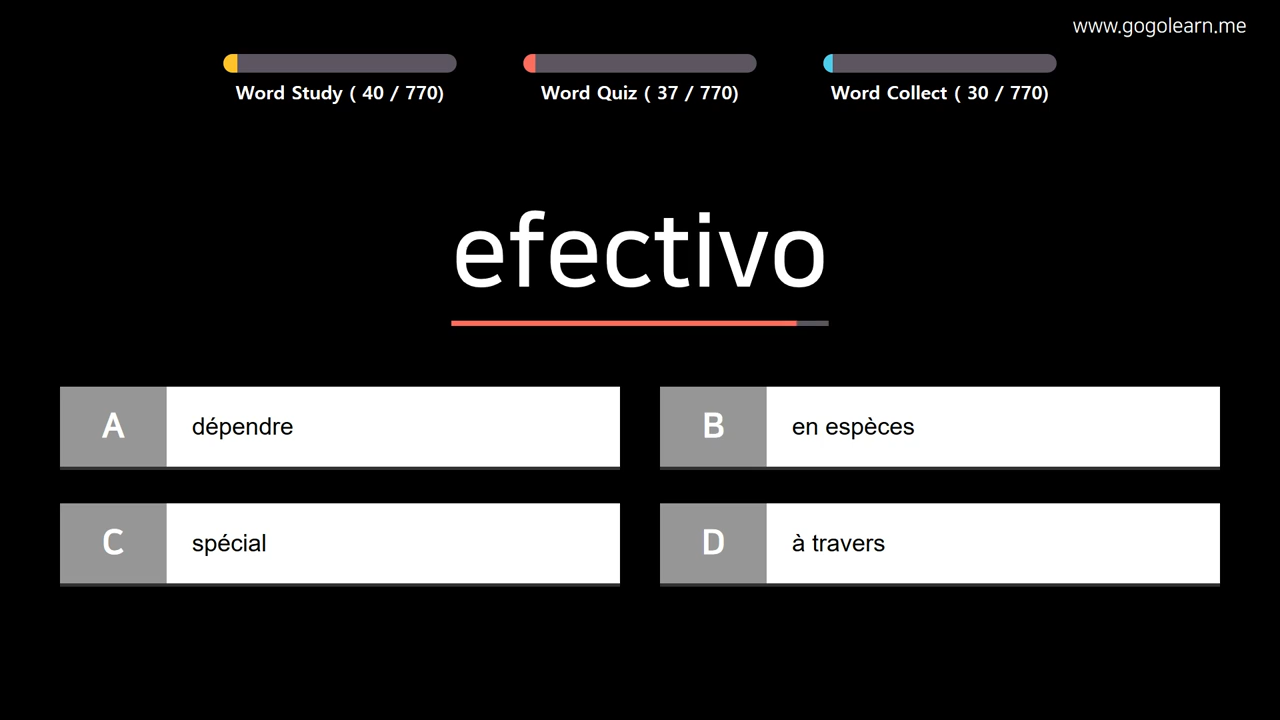 www.gogolearn.me
Word Study ( 40 / 770)
Word Quiz ( 37 / 770)
Word Collect ( 30 / 770)
efectivo
A dépendre
B en espèces
C spécial
D à travers